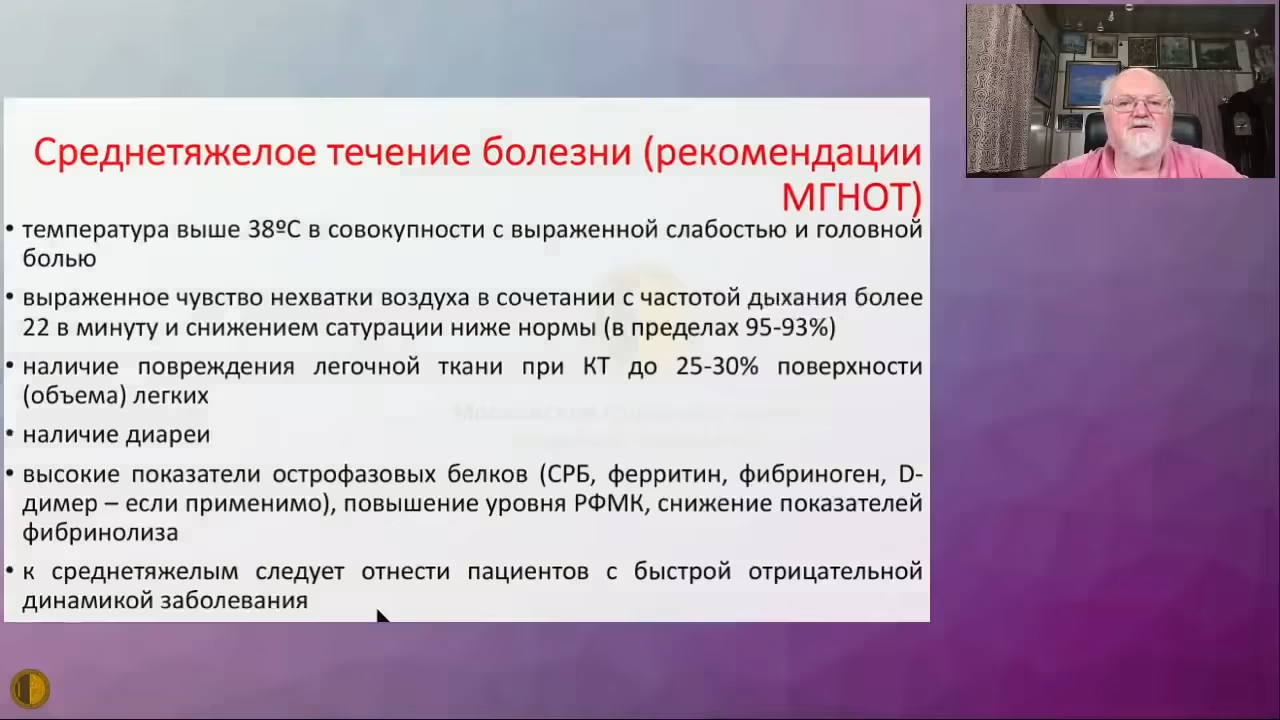 Среднетяжелое течение болезни (рекомендации
МГНОТ)
• температура выше 38ºС в совокупности с выраженной слабостью и головной
болью
• выраженное чувство нехватки воздуха в сочетании с частотой дыхания более
22 в минуту и снижением сатурации ниже нормы (в пределах 95-93%)
• наличие повреждения легочной ткани при КТ до 25-30% поверхности
(объема) легких
• наличие диареи
• высокие показатели острофазовых белков (СРБ, ферритин, фибриноген, D-
димер – если применимо), повышение уровня РФМК, снижение показателей
фибринолиза
• к среднетяжелым следует отнести пациентов с быстрой отрицательной
динамикой заболевания